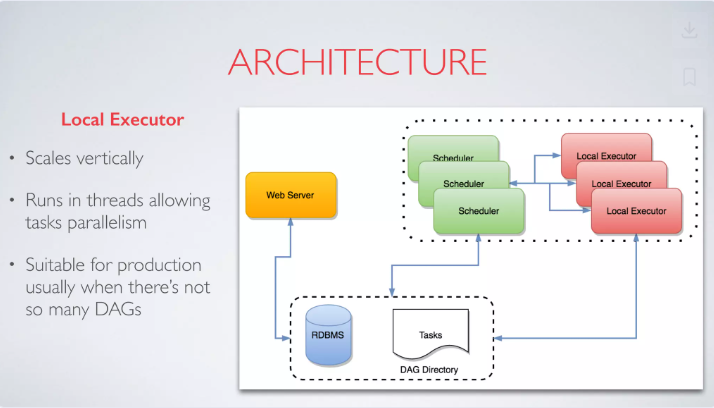 ARCHITECTURE
Local Executor
• Scales vertically
• Runs in threads allowing
tasks parallelism
• Suitable for production
usually when there's not
so many DAGs
Web Server
Scheduler
Scheduler
Scheduler
Local Executor
Local Executor
Local Executor
RDBMS
Tasks
DAG Directory